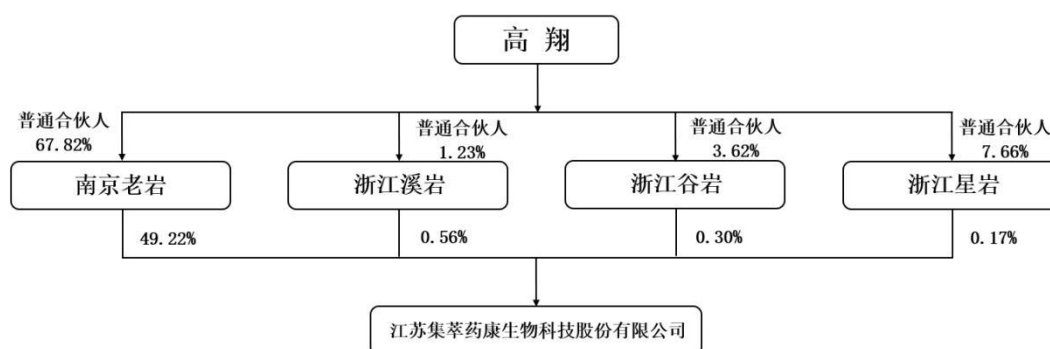 高 翔
普通合伙人
67.82%
普通合伙人
1.23%
普通合伙人
3.62%
普通合伙人
7.66%
南京老岩
浙江溪岩
浙江谷岩
浙江星岩
49.22%
0.56%
0.30%
0.17%
江苏集萃药康生物科技股份有限公司